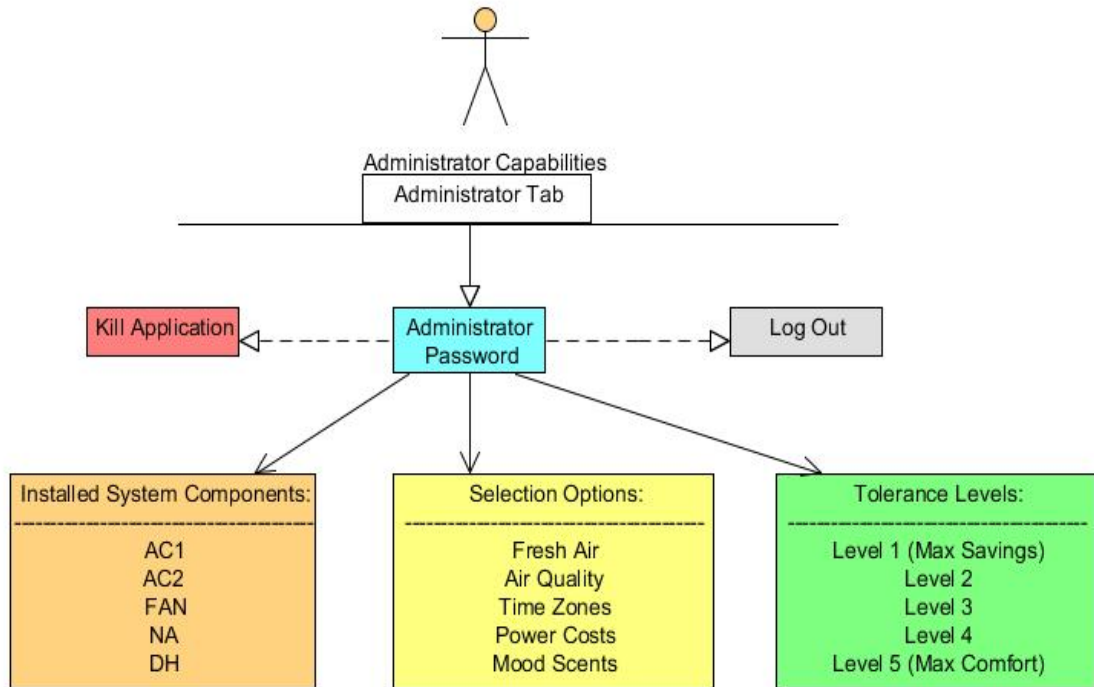 Administrator Capabilities
Administrator Tab
Kill Application
Administrator
Password
Log Out
Installed System Components:
-------------------------------------------
AC1
AC2
FAN
NA
DH
Selection Options:
-------------------------------------------
Fresh Air
Air Quality
Time Zones
Power Costs
Mood Scents
Tolerance Levels:
-------------------------------------------
Level 1 (Max Savings)
Level 2
Level 3
Level 4
Level 5 (Max Comfort)